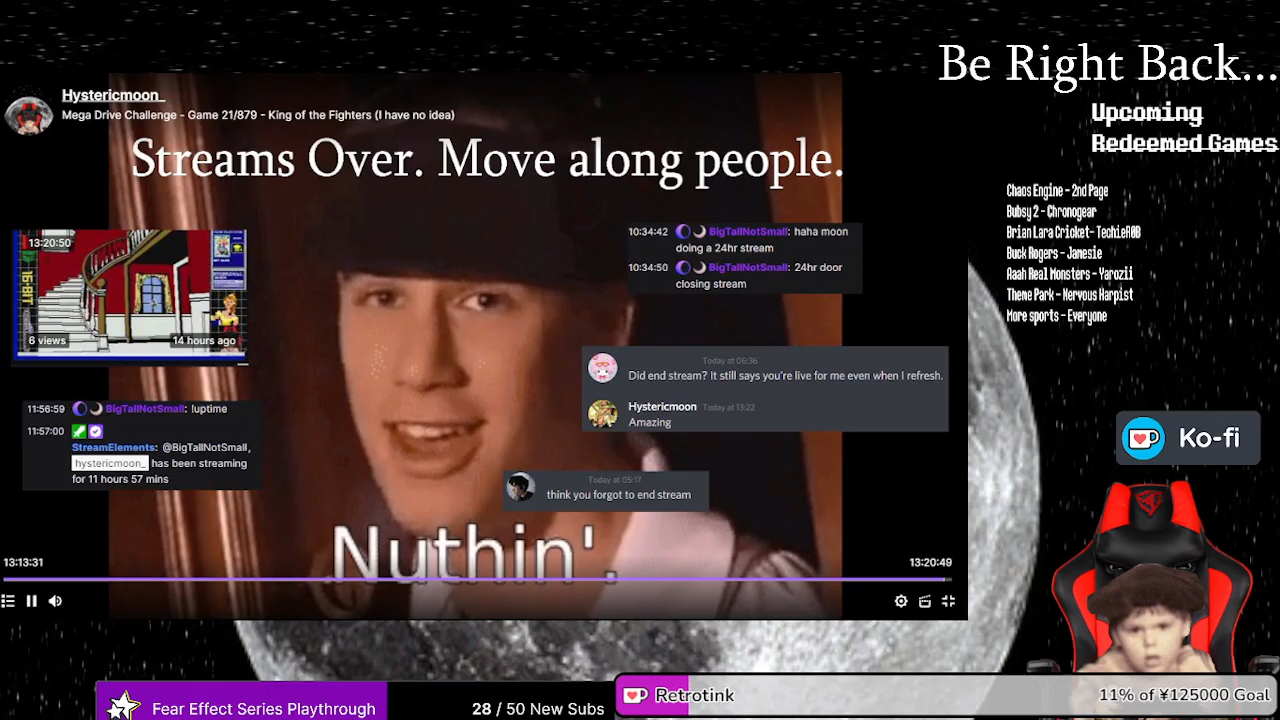 Be Right Back...
Upcoming
Redeemed Games
Chaos Engine - 2nd Page
Bubsy 2 - Chronogear
Brian Lara Cricket- TechieA0B
Buck Rogers - Jamesie
Aaah Real Monsters - Yarozii
Theme Park - Nervous Harpist
More sports - Everyone
Hystericmoon_
Mega Drive Challenge - Game 21/879 - King of the Fighters (I have no idea)
Streams Over. Move along people.
13:20:50
16-BIT
6 views
14 hours ago
10:34:42 BigTallNotSmall: haha moon
doing a 24hr stream
10:34:50 BigTallNotSmall: 24hr door
closing stream
Today at 06:36
Did end stream? It still says you're live for me even when I refresh.
Hystericmoon Today at 13:22
Amazing
11:56:59 BigTallNotSmall: !uptime
11:57:00
StreamElements: @BigTallNotSmall,
hystericmoon_ has been streaming
for 11 hours 57 mins
Today at 05:17
think you forgot to end stream
Nuthin'.
13:13:31
13:20:49
Ko-fi
Fear Effect Series Playthrough
28 / 50 New Subs
Retrotink
11% of ¥125000 Goal